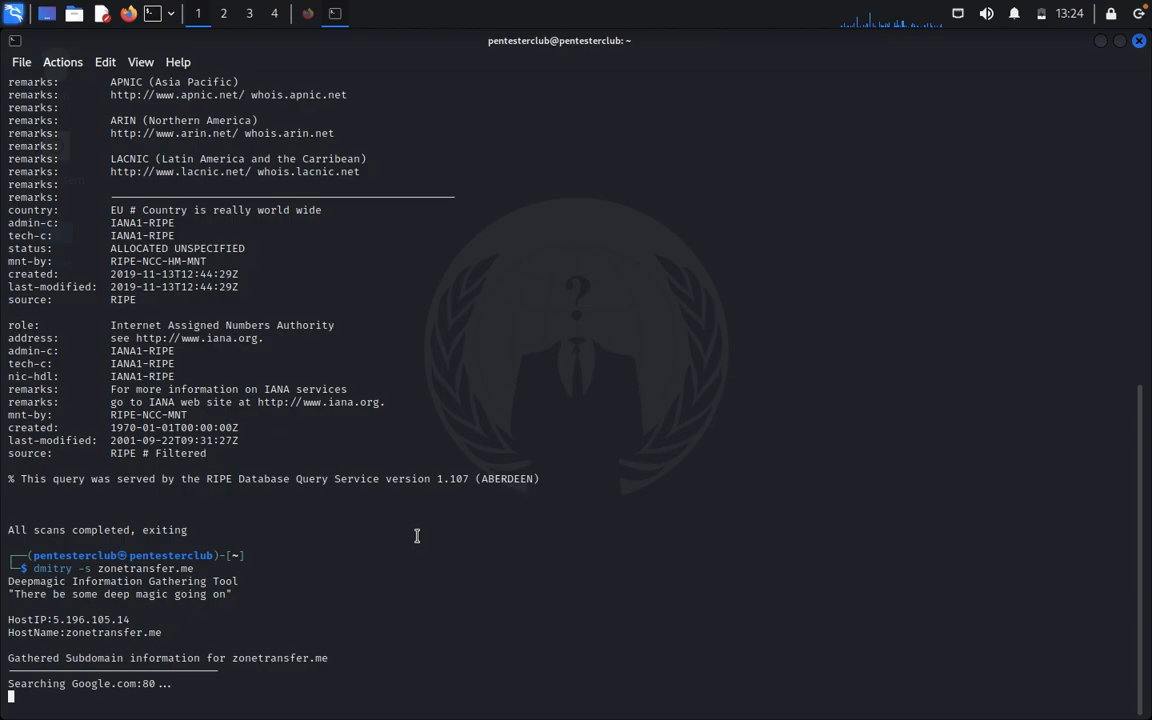 1 2 3 4 13:24
pentesterclub@pentesterclub: ~
File Actions Edit View Help
remarks: APNIC (Asia Pacific)
remarks: http://www.apnic.net/ whois.apnic.net
remarks:
remarks: ARIN (Northern America)
remarks: http://www.arin.net/ whois.arin.net
remarks:
remarks: LACNIC (Latin America and the Carribean)
remarks: http://www.lacnic.net/ whois.lacnic.net
remarks:
remarks: ------------------------------------------------------
country: EU # Country is really world wide
admin-c: IANA1-RIPE
tech-c: IANA1-RIPE
status: ALLOCATED UNSPECIFIED
mnt-by: RIPE-NCC-HM-MNT
created: 2019-11-13T12:44:29Z
last-modified: 2019-11-13T12:44:29Z
source: RIPE
role: Internet Assigned Numbers Authority
address: see http://www.iana.org.
admin-c: IANA1-RIPE
tech-c: IANA1-RIPE
nic-hdl: IANA1-RIPE
remarks: For more information on IANA services
remarks: go to IANA web site at http://www.iana.org.
mnt-by: RIPE-NCC-MNT
created: 1970-01-01T00:00:00Z
last-modified: 2001-09-22T09:31:27Z
source: RIPE # Filtered
% This query was served by the RIPE Database Query Service version 1.107 (ABERDEEN)
All scans completed, exiting
┌──(pentesterclub㉿pentesterclub)-[~]
└─$ dmitry -s zonetransfer.me
Deepmagic Information Gathering Tool
"There be some deep magic going on"
HostIP:5.196.105.14
HostName:zonetransfer.me
Gathered Subdomain information for zonetransfer.me
---------------------------------
Searching Google.com:80...